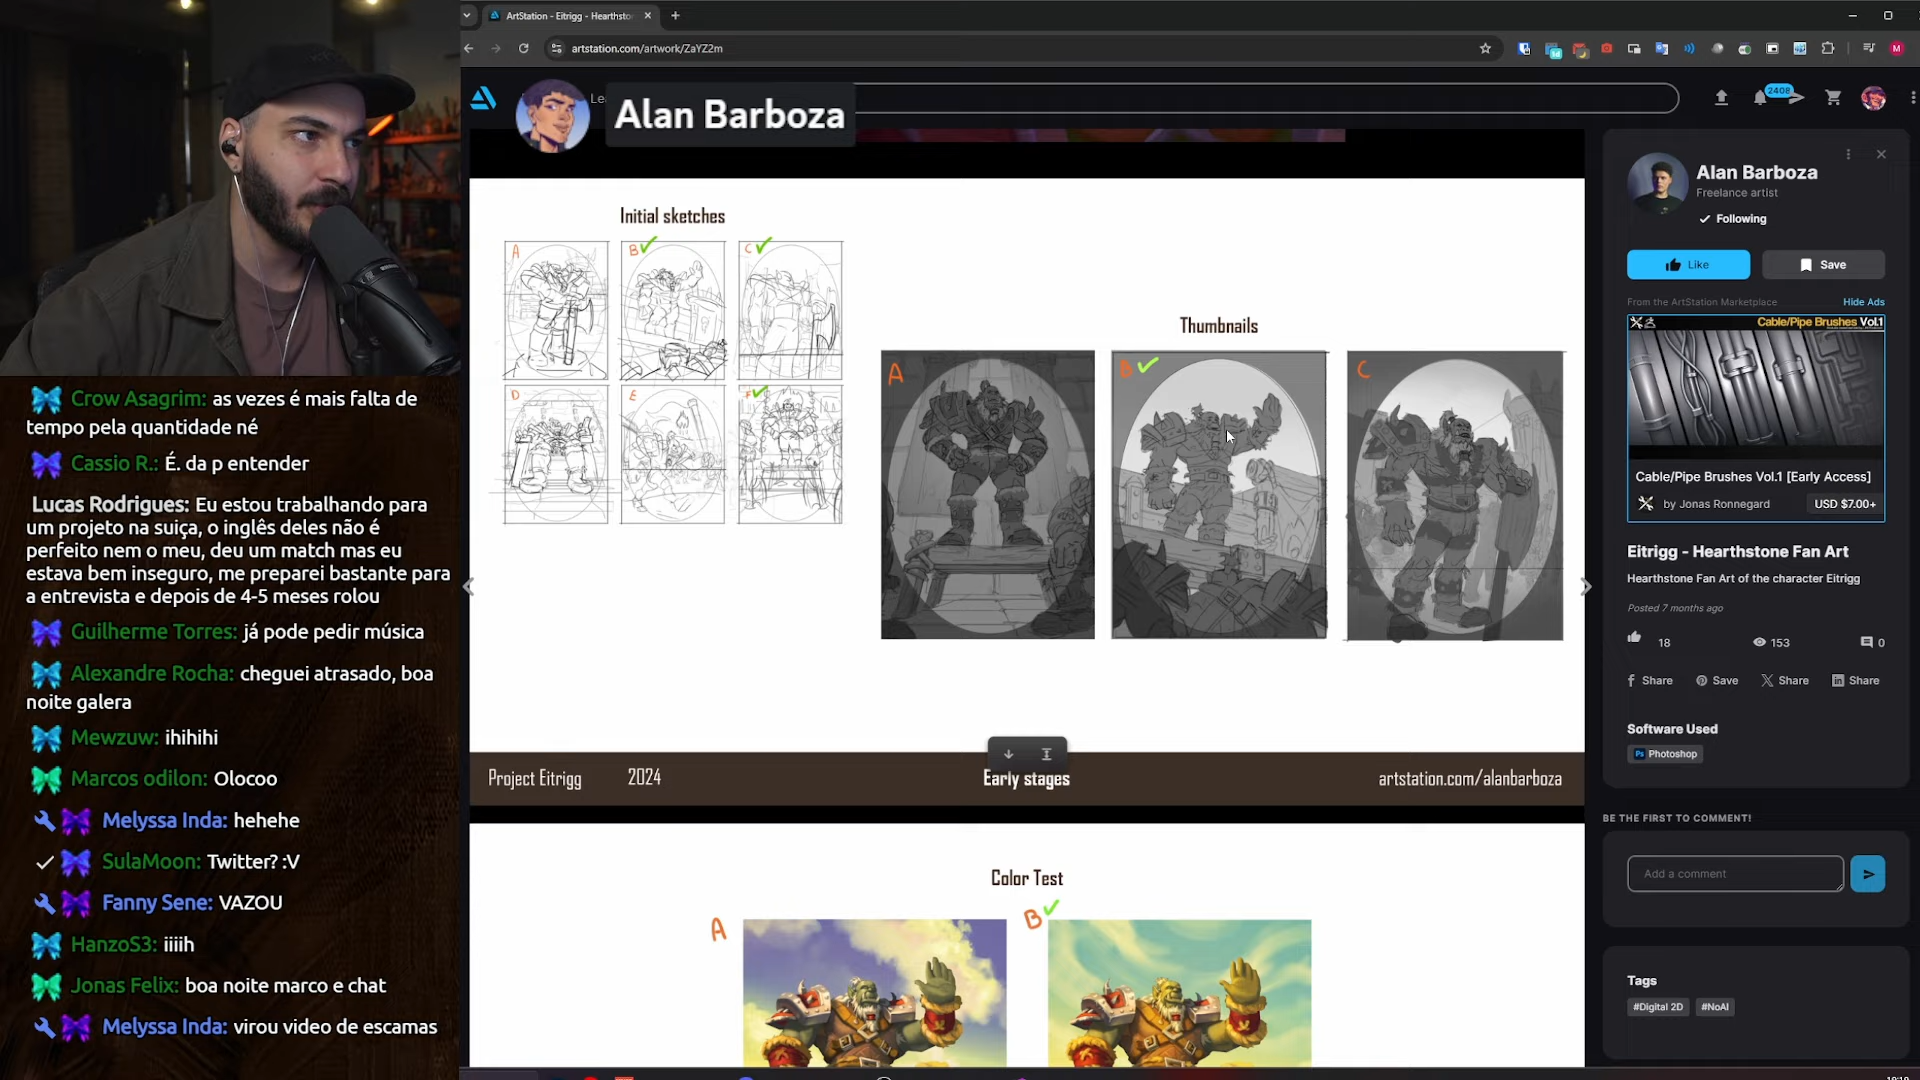 ArtStation - Eitrigg - Hearthsto
artstation.com/artwork/ZaYZ2m
Lea
Alan Barboza
2408
Initial sketches
A
B
C
D
E
F
Thumbnails
A
B
C
Project Eitrigg
2024
Early stages
artstation.com/alanbarboza
Color Test
A
B
Alan Barboza
Freelance artist
Following
Like
Save
From the ArtStation Marketplace
Hide Ads
Cable/Pipe Brushes Vol.1
Cable/Pipe Brushes Vol.1 [Early Access]
by Jonas Ronnegard
USD $7.00+
Eitrigg - Hearthstone Fan Art
Hearthstone Fan Art of the character Eitrigg
Posted 7 months ago
18
153
0
Share
Save
Share
Share
Software Used
Ps Photoshop
BE THE FIRST TO COMMENT!
Add a comment
Tags
#Digital 2D
#NoAI
Crow Asagrim: as vezes é mais falta de
tempo pela quantidade né
Cassio R.: É. da p entender
Lucas Rodrigues: Eu estou trabalhando para
um projeto na suiça, o inglês deles não é
perfeito nem o meu, deu um match mas eu
estava bem inseguro, me preparei bastante para
a entrevista e depois de 4-5 meses rolou
Guilherme Torres: já pode pedir música
Alexandre Rocha: cheguei atrasado, boa
noite galera
Mewzuw: ihihihi
Marcos odilon: Olocoo
Melyssa Inda: hehehe
SulaMoon: Twitter? :V
Fanny Sene: VAZOU
HanzoS3: iiiih
Jonas Felix: boa noite marco e chat
Melyssa Inda: virou video de escamas